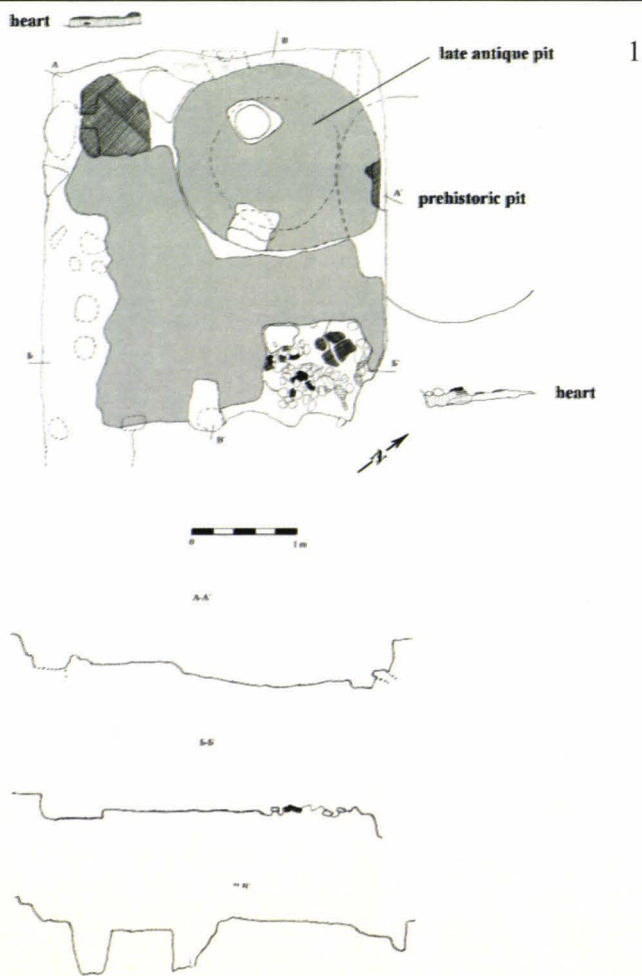 heart
1
B
late antique pit
A
A'
prehistoric pit
Б
Б'
heart
B'
N
0
1 m
A-A'
Б-Б'